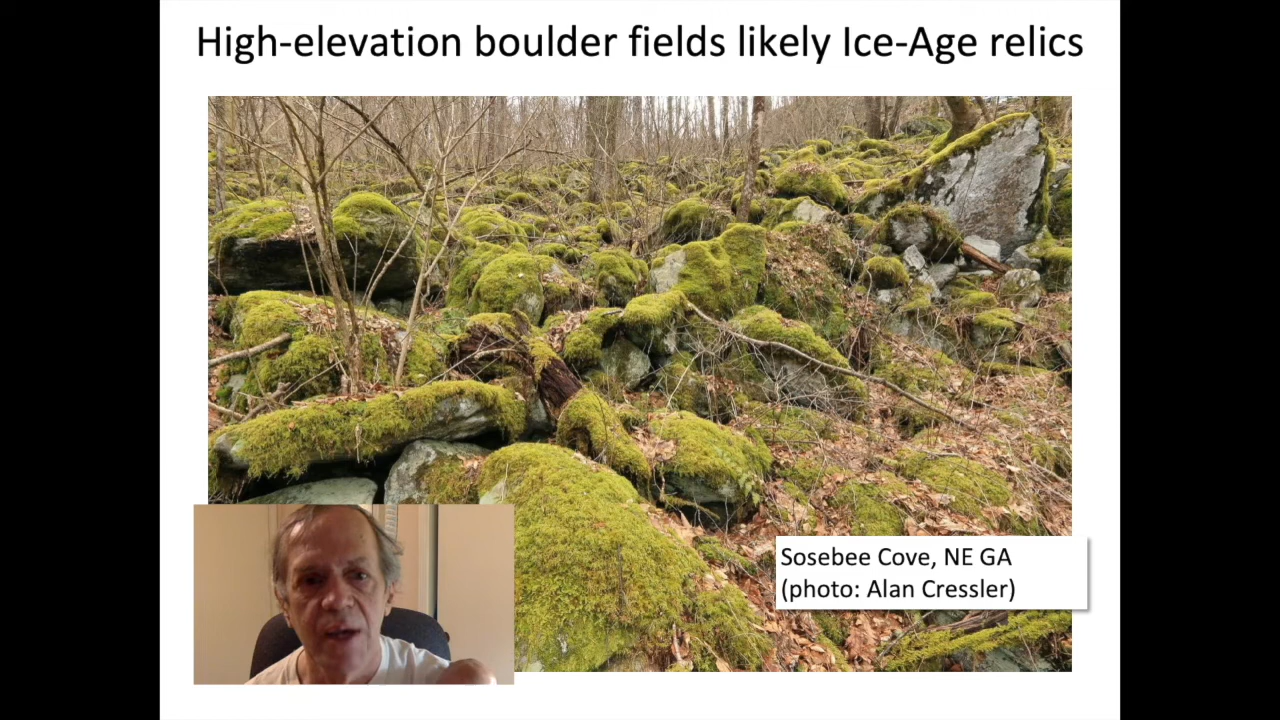 High-elevation boulder fields likely Ice-Age relics
Sosebee Cove, NE GA
(photo: Alan Cressler)